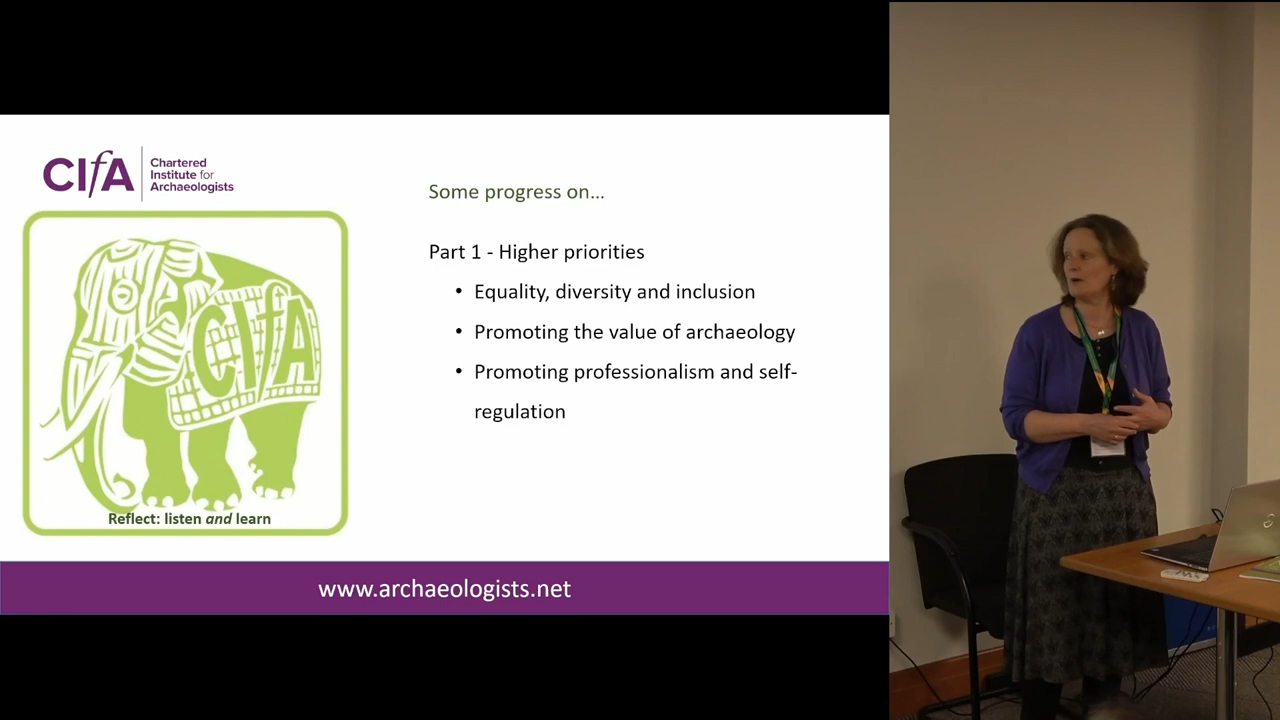 CIfA
Chartered
Institute for
Archaeologists
CIfA
Reflect: listen and learn
Some progress on...
Part 1 - Higher priorities
• Equality, diversity and inclusion
• Promoting the value of archaeology
• Promoting professionalism and self-
regulation
www.archaeologists.net